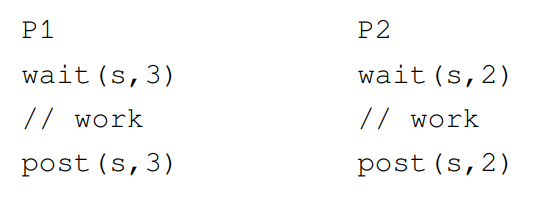 P1 P2
wait(s,3) wait(s,2)
// work // work
post(s,3) post(s,2)